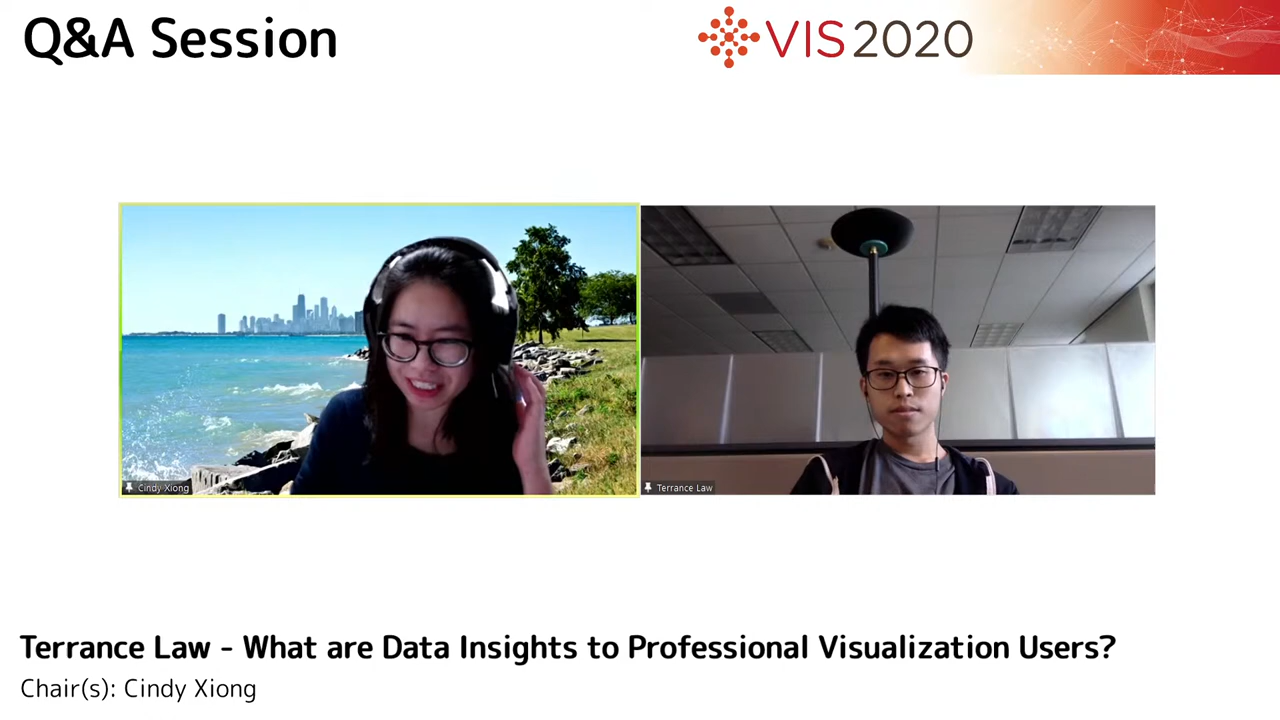 Q&A Session
VIS2020
Cindy Xiong
Terrance Law
Terrance Law - What are Data Insights to Professional Visualization Users?
Chair(s): Cindy Xiong